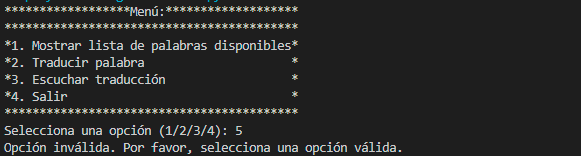 ******************Menú:*******************
******************************************
*1. Mostrar lista de palabras disponibles*
*2. Traducir palabra                     *
*3. Escuchar traducción                  *
*4. Salir                                *
******************************************
Selecciona una opción (1/2/3/4): 5
Opción inválida. Por favor, selecciona una opción válida.